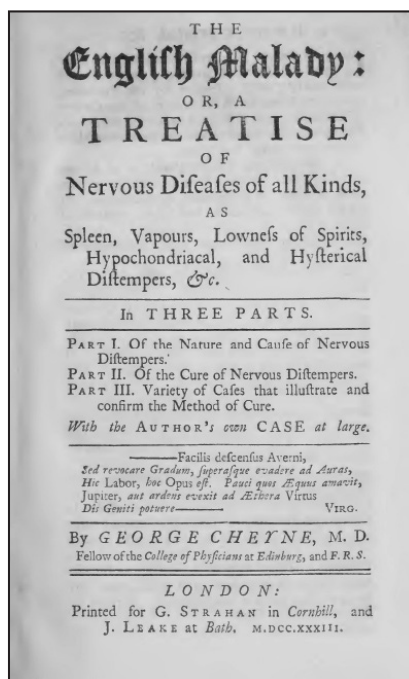 THE
Engliſh Malady:
OR, A
TREATISE
OF
Nervous Diſeaſes of all Kinds,
AS
Spleen, Vapours, Lowneſs of Spirits,
Hypochondriacal, and Hyſterical
Diſtempers, &c.
In THREE PARTS.
PART I. Of the Nature and Cauſe of Nervous
Diſtempers.
PART II. Of the Cure of Nervous Diſtempers.
PART III. Variety of Caſes that illuſtrate and
confirm the Method of Cure.
With the AUTHOR's own CASE at large.
———Facilis deſcenſus Averni,
Sed revocare Gradum, ſuperaſque evadere ad Auras,
Hic Labor, hoc Opus eſt. Pauci quos Æquus amavit,
Jupiter, aut ardens evexit ad Æthera Virtus
Dis Geniti potuere——— VIRG.
By GEORGE CHEYNE, M. D.
Fellow of the College of Phyſicians at Edinburg, and F. R. S.
LONDON:
Printed for G. STRAHAN in Cornhill, and
J. LEAKE at Bath. M.DCC.XXXIII.